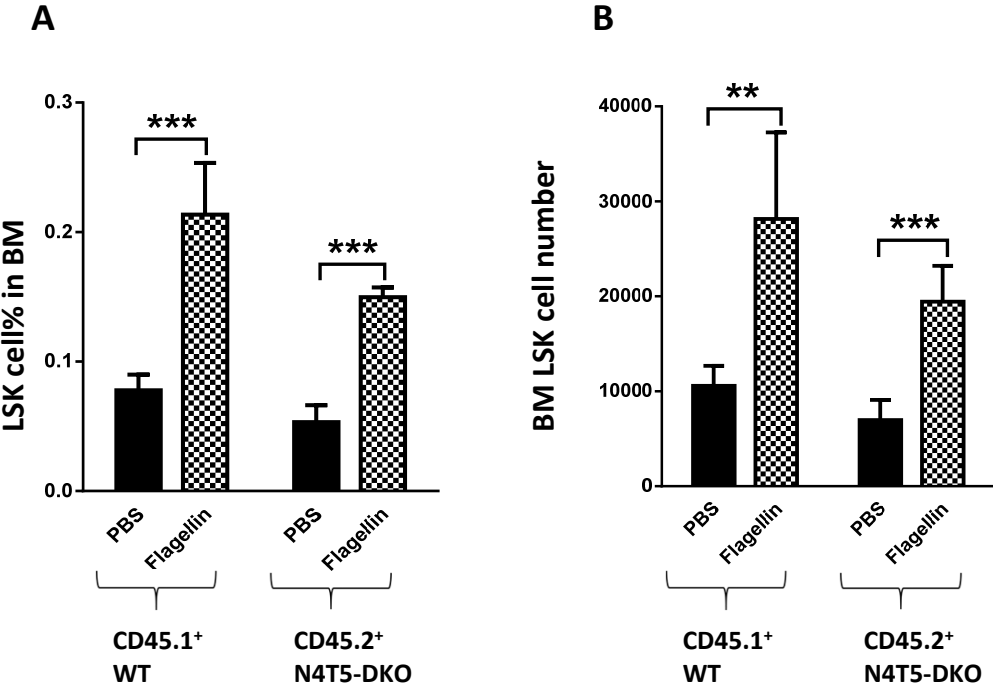 A
LSK cell% in BM
0.3
0.2
0.1
0.0
***
***
PBS
Flagellin
PBS
Flagellin
CD45.1⁺
WT
CD45.2⁺
N4T5-DKO
B
BM LSK cell number
40000
30000
20000
10000
0
**
***
PBS
Flagellin
PBS
Flagellin
CD45.1⁺
WT
CD45.2⁺
N4T5-DKO